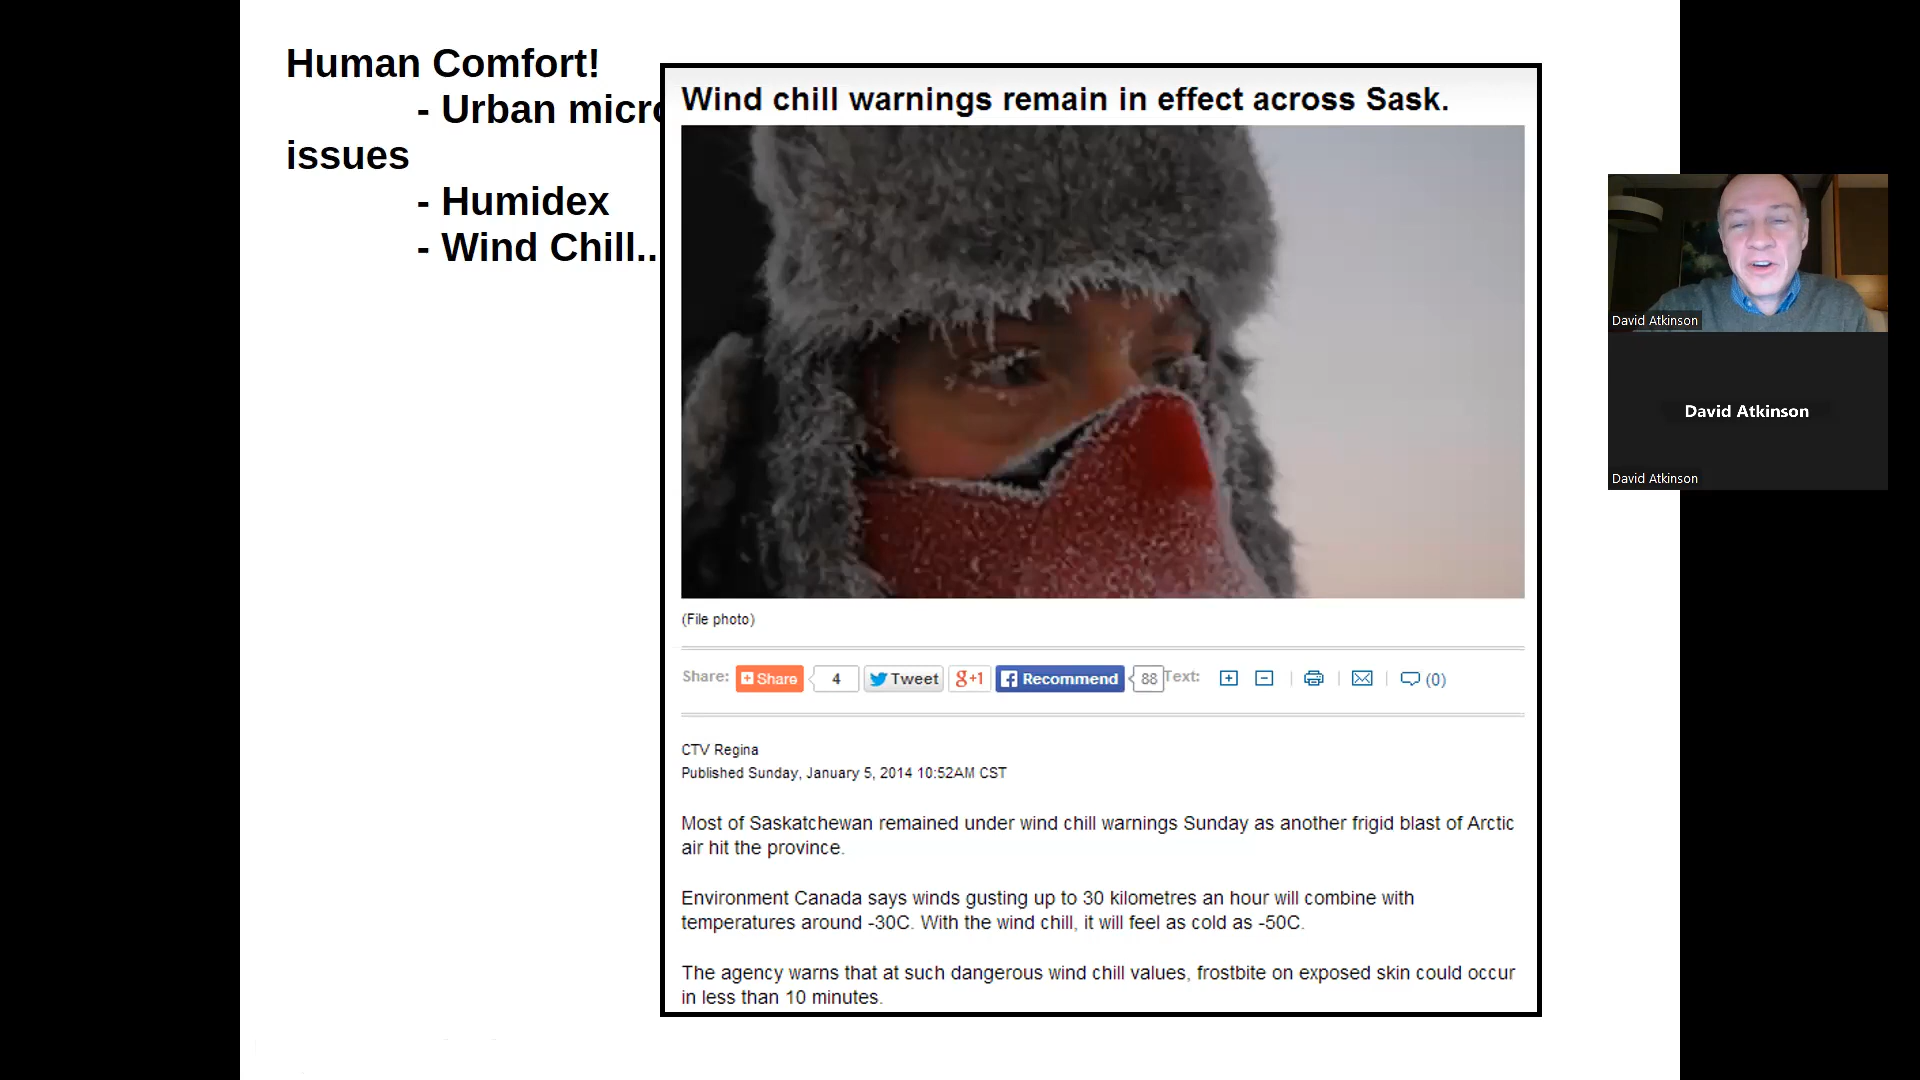 Human Comfort!
- Urban micro
issues
- Humidex
- Wind Chill..
Wind chill warnings remain in effect across Sask.
(File photo)
Share: Share 4 Tweet g+1 Recommend 88 Text: (0)
CTV Regina
Published Sunday, January 5, 2014 10:52AM CST
Most of Saskatchewan remained under wind chill warnings Sunday as another frigid blast of Arctic
air hit the province.
Environment Canada says winds gusting up to 30 kilometres an hour will combine with
temperatures around -30C. With the wind chill, it will feel as cold as -50C.
The agency warns that at such dangerous wind chill values, frostbite on exposed skin could occur
in less than 10 minutes.
David Atkinson
David Atkinson
David Atkinson